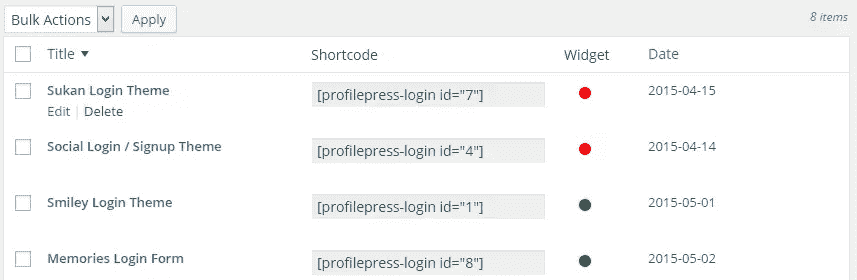 Bulk Actions Apply 8 items
Title Shortcode Widget Date
Sukan Login Theme [profilepress-login id="7"] 2015-04-15
Edit | Delete
Social Login / Signup Theme [profilepress-login id="4"] 2015-04-14
Smiley Login Theme [profilepress-login id="1"] 2015-05-01
Memories Login Form [profilepress-login id="8"] 2015-05-02